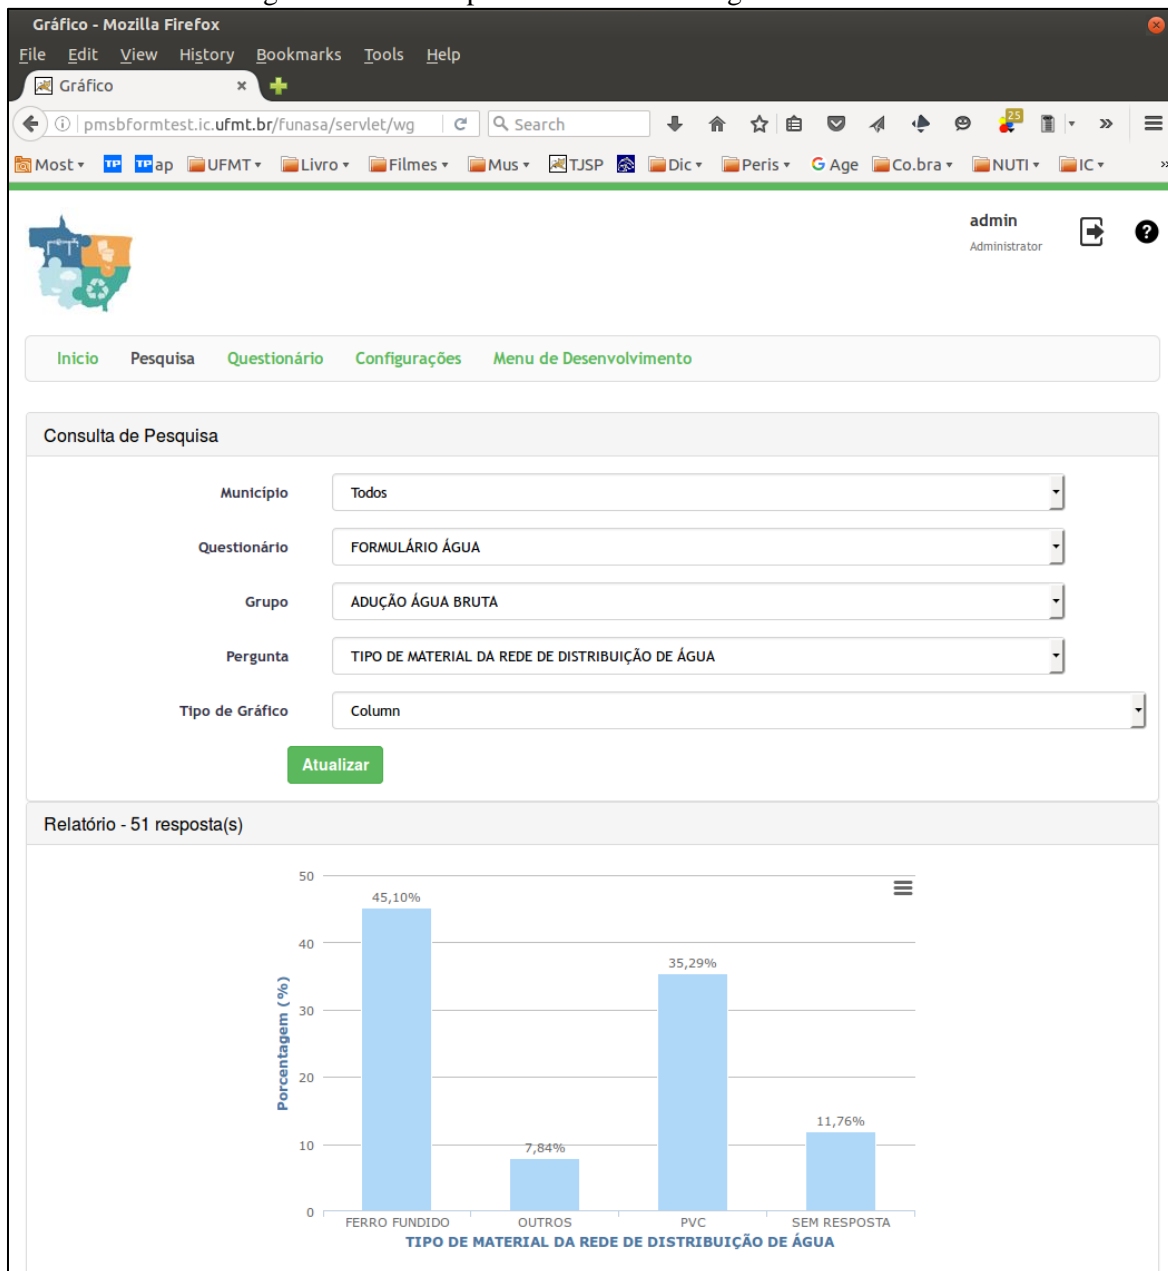 Gráfico - Mozilla Firefox
File Edit View History Bookmarks Tools Help
Gráfico
pmsbformtest.ic.ufmt.br/funasa/servlet/wg Search 25
Most TP TP ap UFMT Livro Filmes Mus TJSP Dic Peris G Age Co.bra NUTI IC
admin
Administrator
Inicio Pesquisa Questionário Configurações Menu de Desenvolvimento
Consulta de Pesquisa
Município Todos
Questionário FORMULÁRIO ÁGUA
Grupo ADUÇÃO ÁGUA BRUTA
Pergunta TIPO DE MATERIAL DA REDE DE DISTRIBUIÇÃO DE ÁGUA
Tipo de Gráfico Column
Atualizar
Relatório - 51 resposta(s)
Porcentagem (%)
50
40
30
20
10
0
45,10%
7,84%
35,29%
11,76%
FERRO FUNDIDO OUTROS PVC SEM RESPOSTA
TIPO DE MATERIAL DA REDE DE DISTRIBUIÇÃO DE ÁGUA